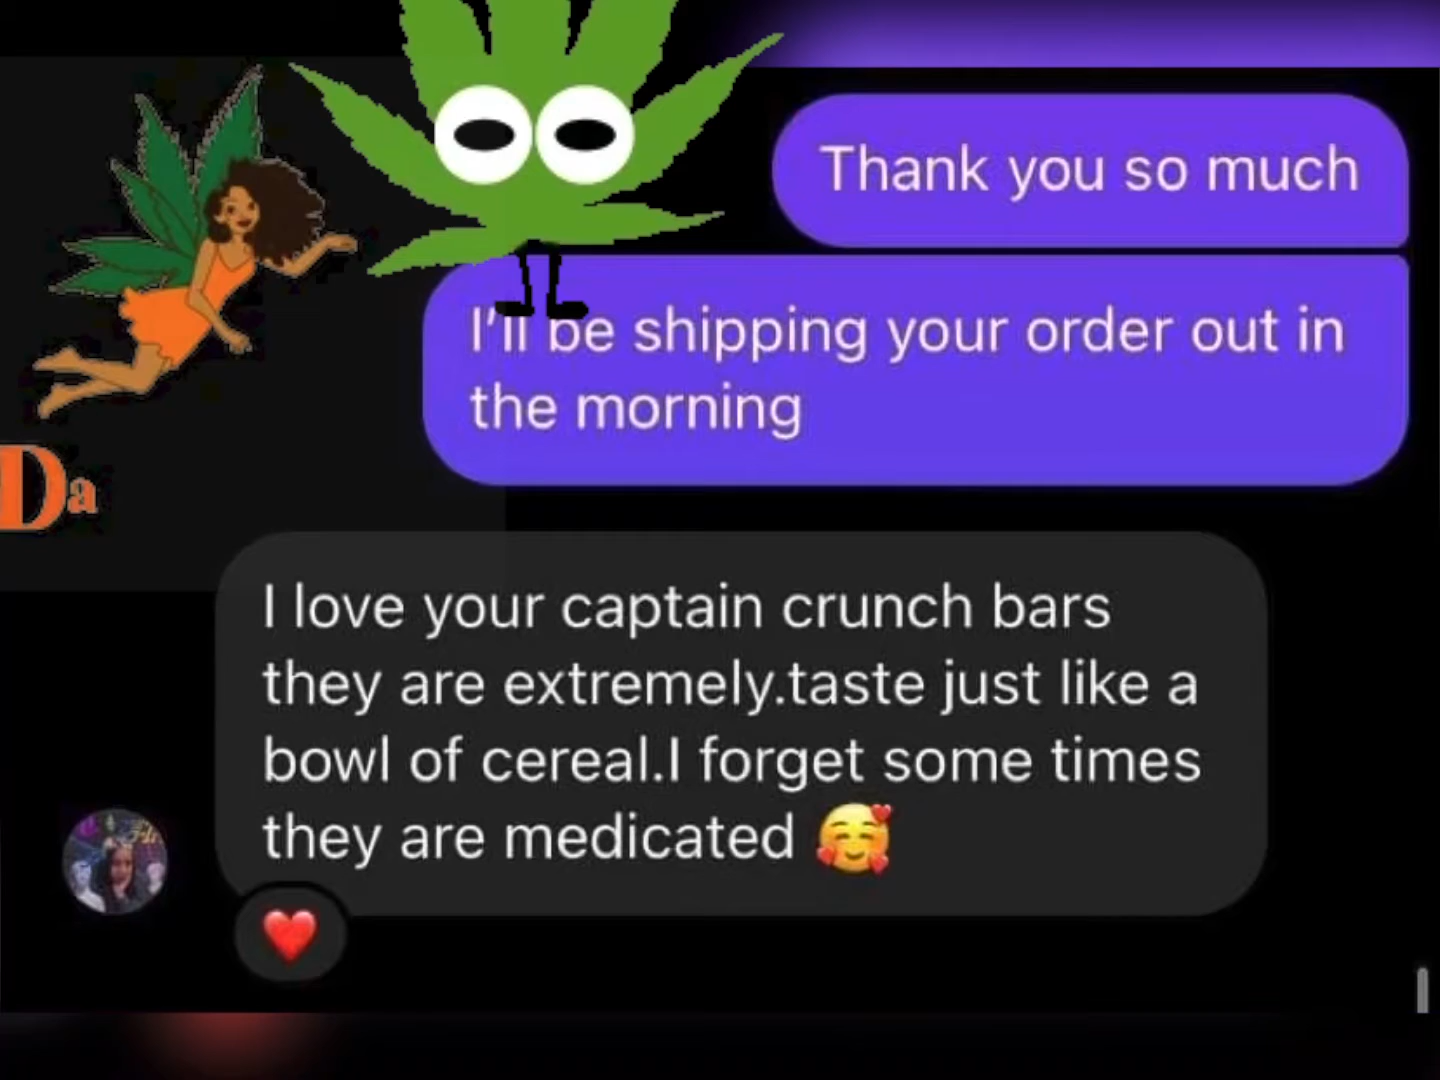 Thank you so much
I'll be shipping your order out in
the morning
Da
I love your captain crunch bars
they are extremely.taste just like a
bowl of cereal.I forget some times
they are medicated 🥰
❤️